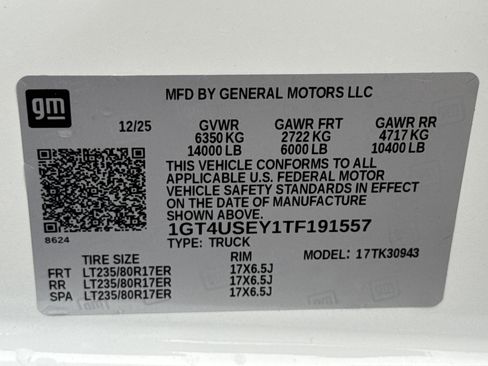 gm
MFD BY GENERAL MOTORS LLC
12/25 GVWR GAWR FRT GAWR RR
6350 KG 2722 KG 4717 KG
14000 LB 6000 LB 10400 LB
THIS VEHICLE CONFORMS TO ALL
APPLICABLE U.S. FEDERAL MOTOR
VEHICLE SAFETY STANDARDS IN EFFECT
ON THE DATE OF MANUFACTURE
SHOWN ABOVE.
8624
1GT4USEY1TF191557
TYPE: TRUCK
TIRE SIZE RIM MODEL: 17TK30943
FRT LT235/80R17ER 17X6.5J
RR LT235/80R17ER 17X6.5J
SPA LT235/80R17ER 17X6.5J